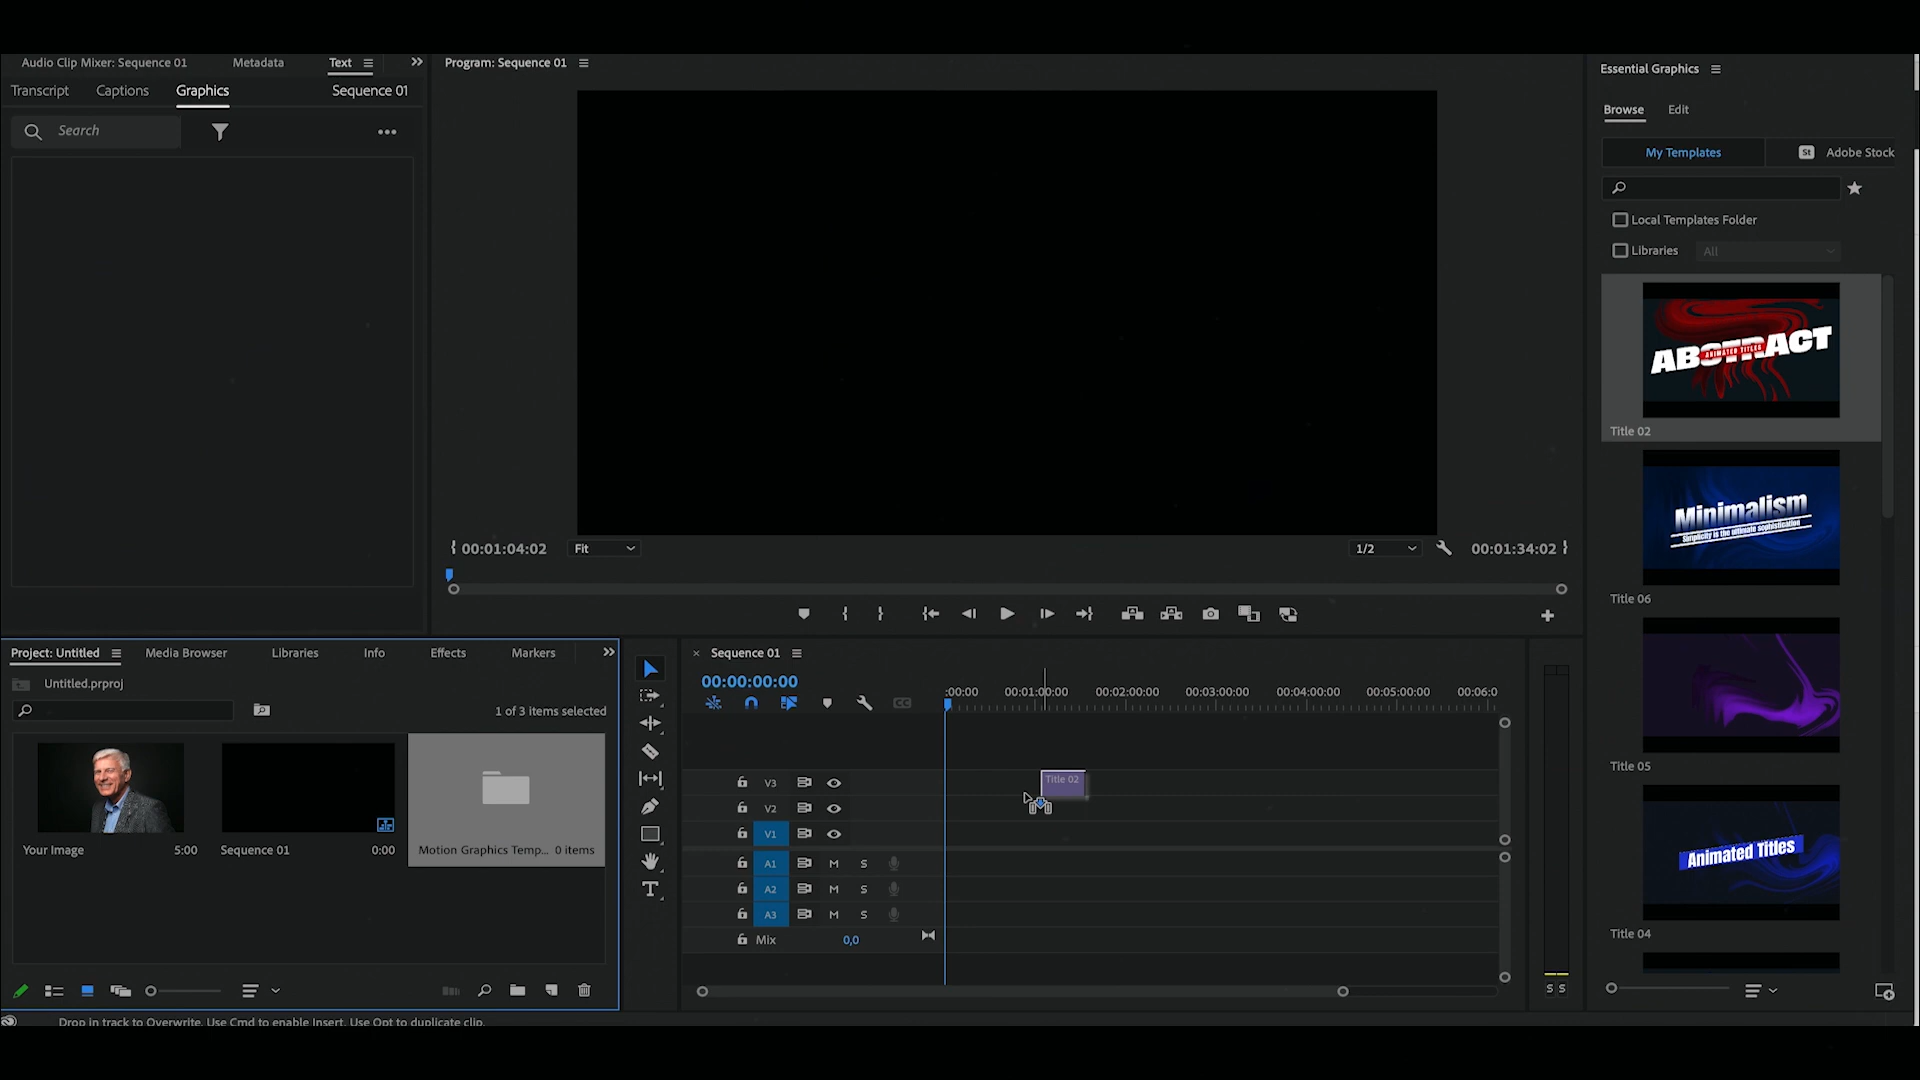 Audio Clip Mixer: Sequence 01
Metadata
Text
Program: Sequence 01
Essential Graphics
Transcript
Captions
Graphics
Sequence 01
Search
Browse
Edit
My Templates
St
Adobe Stock
Local Templates Folder
Libraries
All
ABSTRACT
ANIMATED TITLES
Title 02
Minimalism
Simplicity is the ultimate sophistication
Title 06
Title 05
Animated Titles
Title 04
00:01:04:02
Fit
1/2
00:01:34:02
Project: Untitled
Media Browser
Libraries
Info
Effects
Markers
Untitled.prproj
1 of 3 items selected
Your Image
5:00
Sequence 01
0:00
Motion Graphics Temp...
0 items
Sequence 01
00:00:00:00
:00:00
00:01:00:00
00:02:00:00
00:03:00:00
00:04:00:00
00:05:00:00
00:06:0
V3
Title 02
V2
V1
A1
M
S
A2
M
S
A3
M
S
Mix
0,0
S S
Drop in track to Overwrite. Use Cmd to enable Insert. Use Opt to duplicate clip.